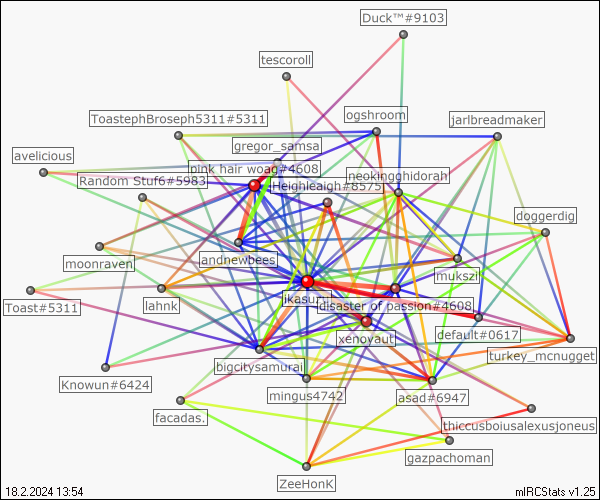 Duck™#9103
tescoroll
ToastephBroseph5311#5311
ogshroom
jarlbreadmaker
gregor_samsa
avelicious
pink hair woag#4608
neokingghidorah
Random Stuf6#5983
Heighleaigh#8575
doggerdig
andnewbees
moonraven
mukszi
Toast#5311
lahnk
jkasu
disaster of passion#4608
default#0617
xenoyaut
turkey_mcnugget
bigcitysamurai
Knowun#6424
mingus4742
asad#6947
facadas.
thiccusboiusalexusjoneus
gazpachoman
ZeeHonK
18.2.2024 13:54
mIRCStats v1.25